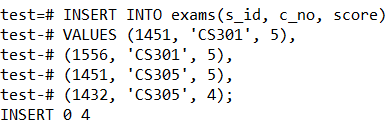 test=# INSERT INTO exams(s_id, c_no, score)
test-# VALUES (1451, 'CS301', 5),
test-# (1556, 'CS301', 5),
test-# (1451, 'CS305', 5),
test-# (1432, 'CS305', 4);
INSERT 0 4